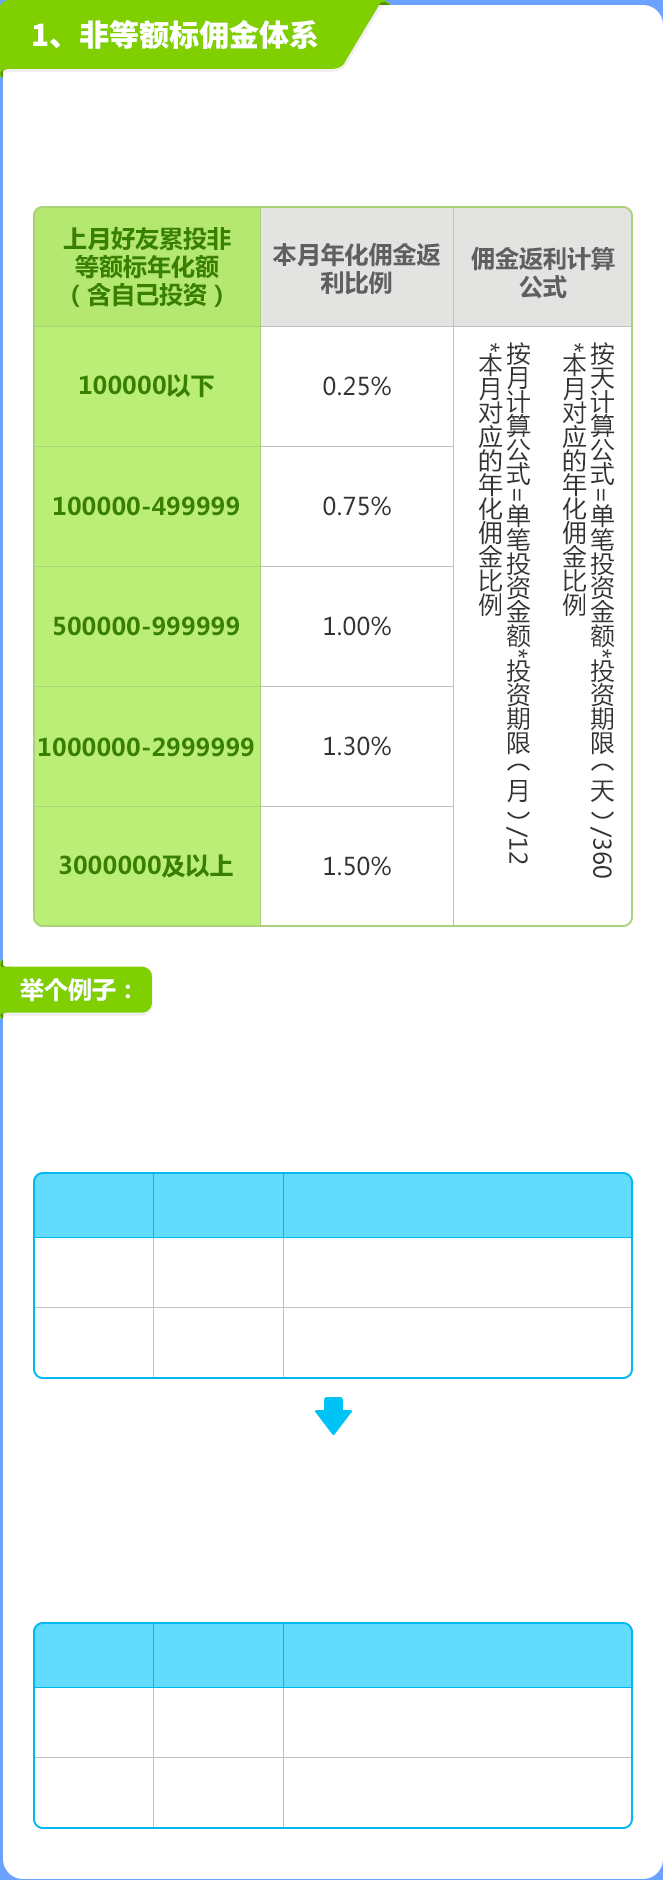 1、非等额标佣金体系
上月好友累投非
等额标年化额
（含自己投资）
本月年化佣金返
利比例
佣金返利计算
公式
100000以下
0.25%
100000-499999
0.75%
500000-999999
1.00%
1000000-2999999
1.30%
3000000及以上
1.50%
按天计算公式=单笔投资金额*投资期限（天）/360
*本月对应的年化佣金比例
按月计算公式=单笔投资金额*投资期限（月）/12
*本月对应的年化佣金比例
举个例子：